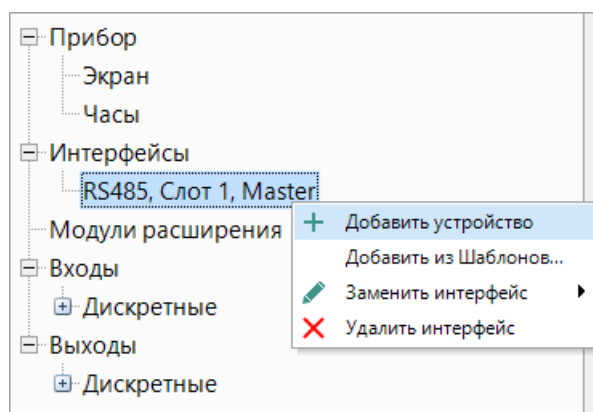 Прибор
Экран
Часы
Интерфейсы
RS485, Слот 1, Master
Добавить устройство
Модули расширения
Добавить из Шаблонов...
Входы
Заменить интерфейс
Дискретные
Удалить интерфейс
Выходы
Дискретные